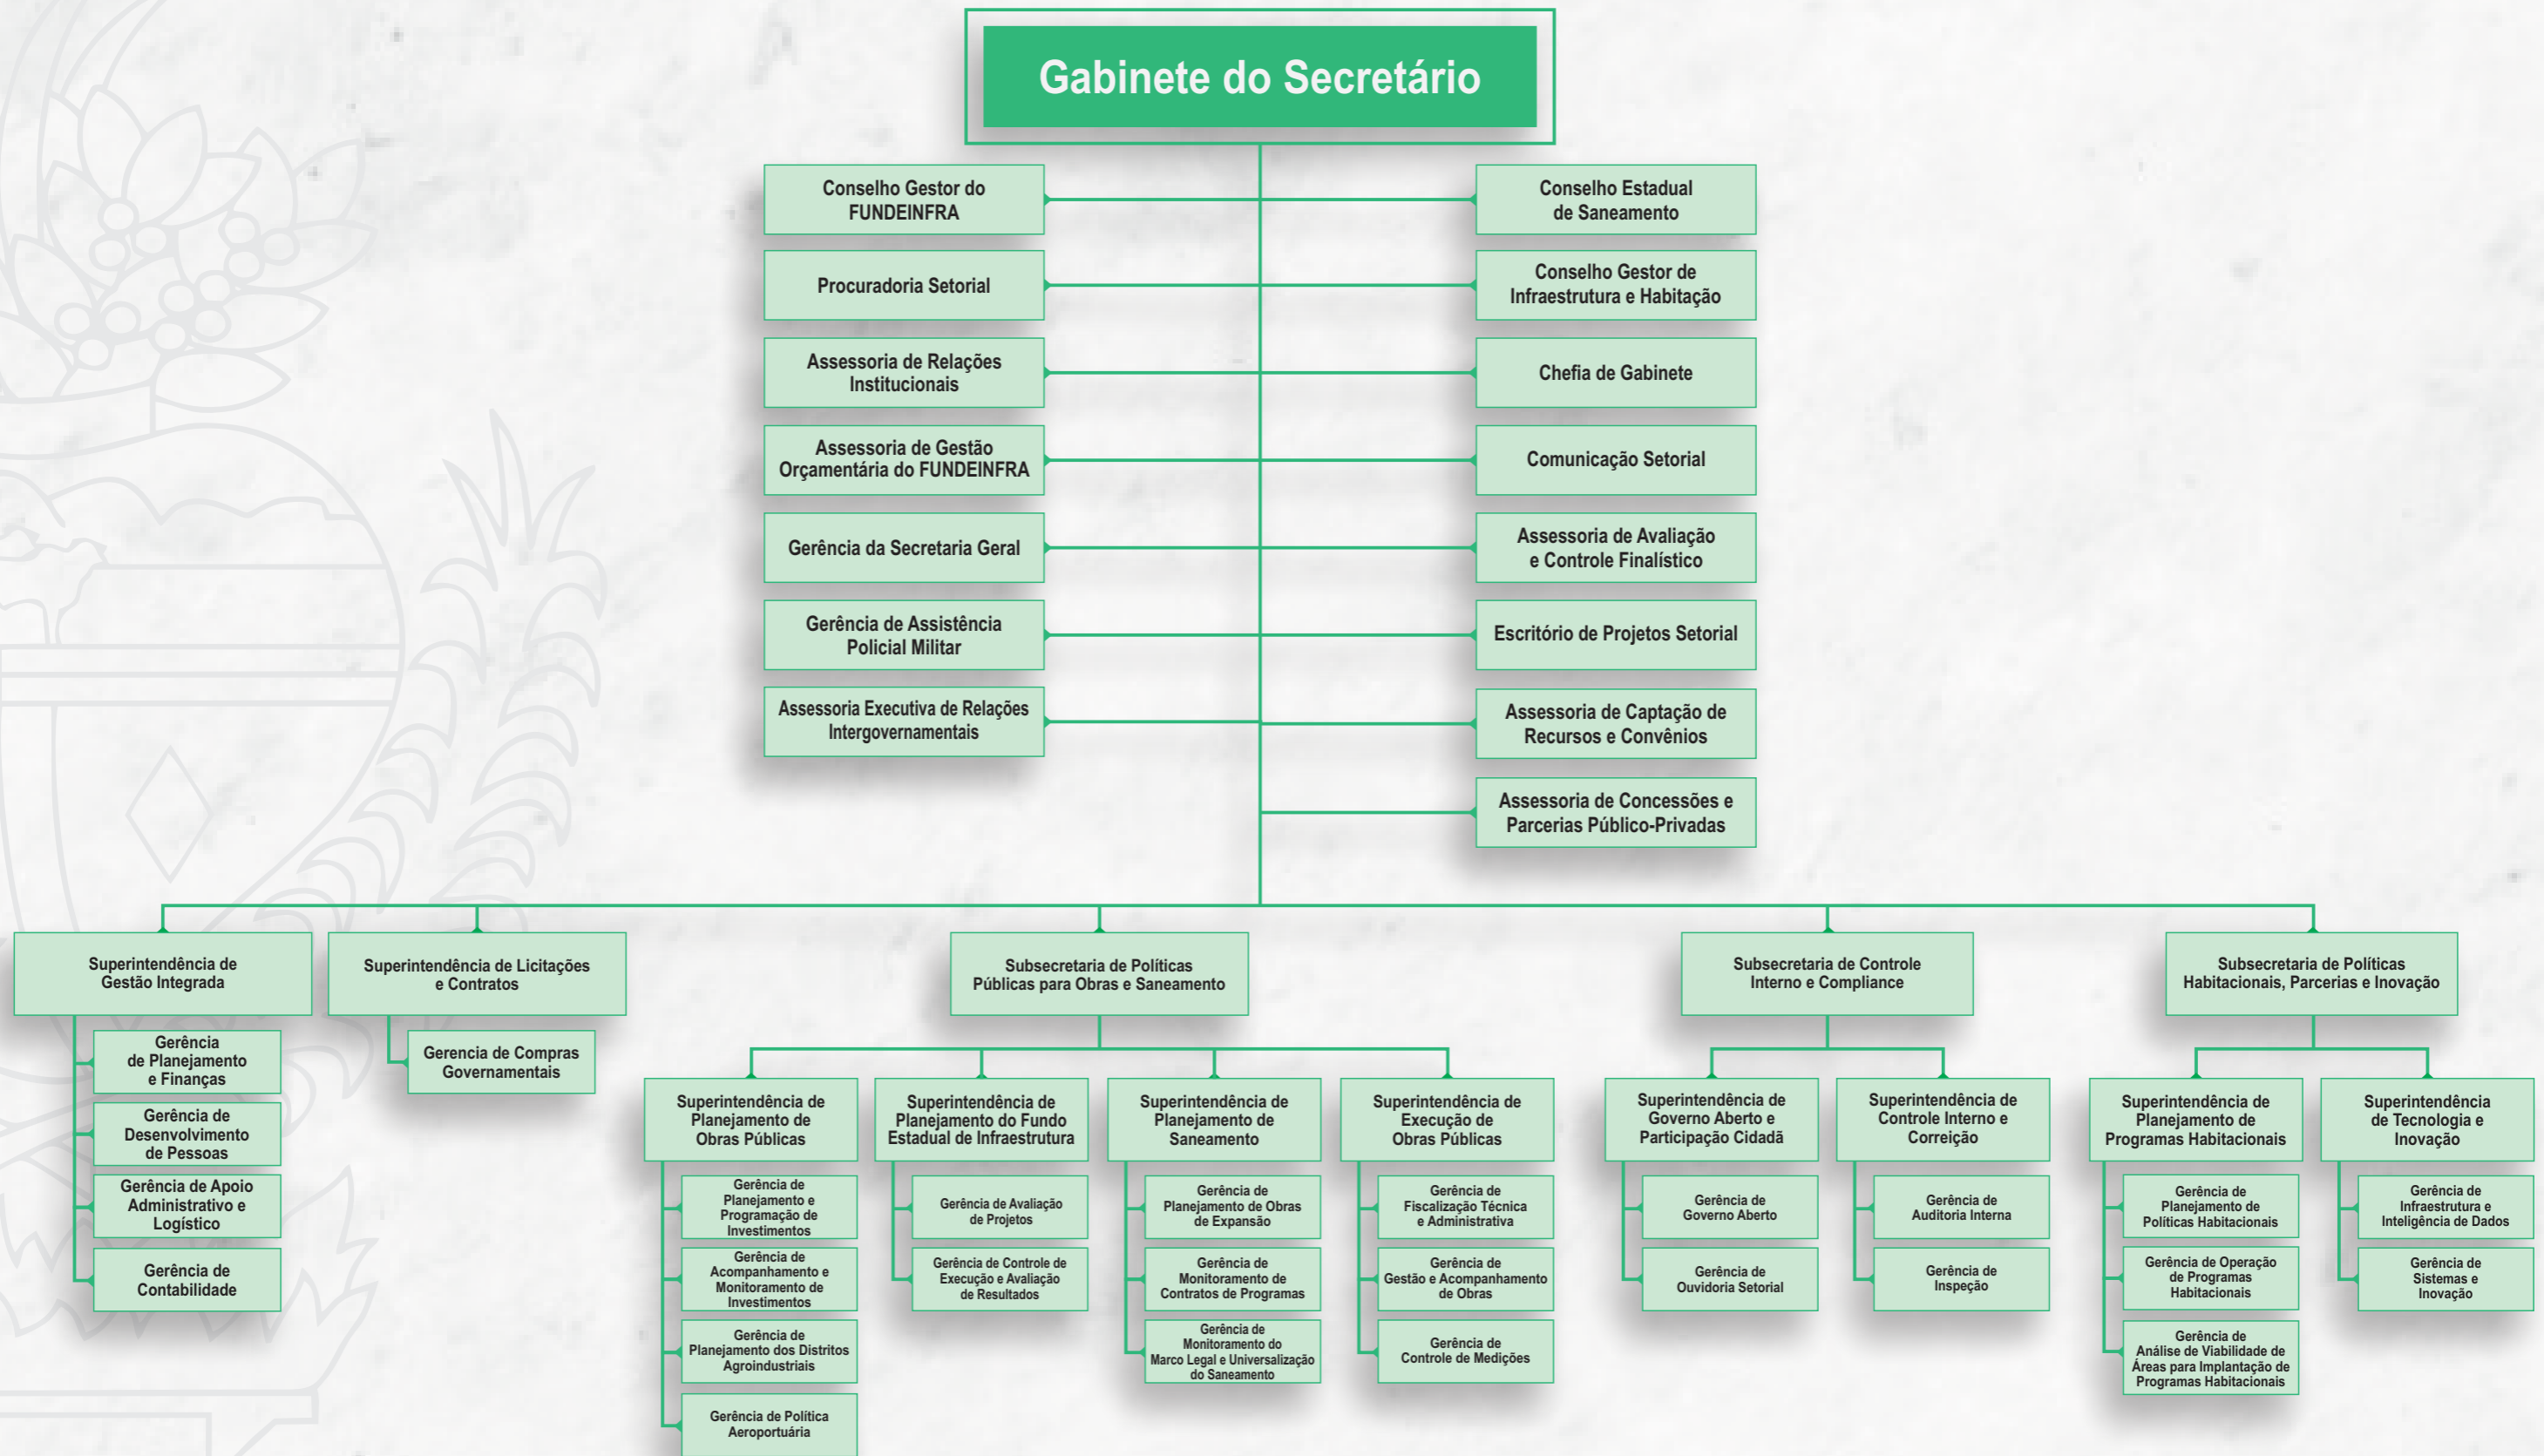 Gabinete do Secretário
Conselho Gestor do
FUNDEINFRA
Conselho Estadual
de Saneamento
Procuradoria Setorial
Conselho Gestor de
Infraestrutura e Habitação
Assessoria de Relações
Institucionais
Chefia de Gabinete
Assessoria de Gestão
Orçamentária do FUNDEINFRA
Comunicação Setorial
Gerência da Secretaria Geral
Assessoria de Avaliação
e Controle Finalístico
Gerência de Assistência
Policial Militar
Escritório de Projetos Setorial
Assessoria Executiva de Relações
Intergovernamentais
Assessoria de Captação de
Recursos e Convênios
Assessoria de Concessões e
Parcerias Público-Privadas
Superintendência de
Gestão Integrada
Gerência
de Planejamento
e Finanças
Gerência de
Desenvolvimento
de Pessoas
Gerência de Apoio
Administrativo e
Logístico
Gerência de
Contabilidade
Superintendência de Licitações
e Contratos
Gerencia de Compras
Governamentais
Subsecretaria de Políticas
Públicas para Obras e Saneamento
Superintendência de
Planejamento de
Obras Públicas
Gerência de
Planejamento e
Programação de
Investimentos
Gerência de
Acompanhamento e
Monitoramento de
Investimentos
Gerência de
Planejamento dos Distritos
Agroindustriais
Gerência de Política
Aeroportuária
Superintendência de
Planejamento do Fundo
Estadual de Infraestrutura
Gerência de Avaliação
de Projetos
Gerência de Controle de
Execução e Avaliação
de Resultados
Superintendência de
Planejamento de
Saneamento
Gerência de
Planejamento de Obras
de Expansão
Gerência de
Monitoramento de
Contratos de Programas
Gerência de
Monitoramento do
Marco Legal e Universalização
do Saneamento
Superintendência de
Execução de
Obras Públicas
Gerência de
Fiscalização Técnica
e Administrativa
Gerência de
Gestão e Acompanhamento
de Obras
Gerência de
Controle de Medições
Subsecretaria de Controle
Interno e Compliance
Superintendência de
Governo Aberto e
Participação Cidadã
Gerência de
Governo Aberto
Gerência de
Ouvidoria Setorial
Superintendência de
Controle Interno e
Correição
Gerência de
Auditoria Interna
Gerência de
Inspeção
Subsecretaria de Políticas
Habitacionais, Parcerias e Inovação
Superintendência de
Planejamento de
Programas Habitacionais
Gerência de
Planejamento de
Políticas Habitacionais
Gerência de Operação
de Programas
Habitacionais
Gerência de
Análise de Viabilidade de
Áreas para Implantação de
Programas Habitacionais
Superintendência
de Tecnologia e
Inovação
Gerência de
Infraestrutura e
Inteligência de Dados
Gerência de
Sistemas e
Inovação